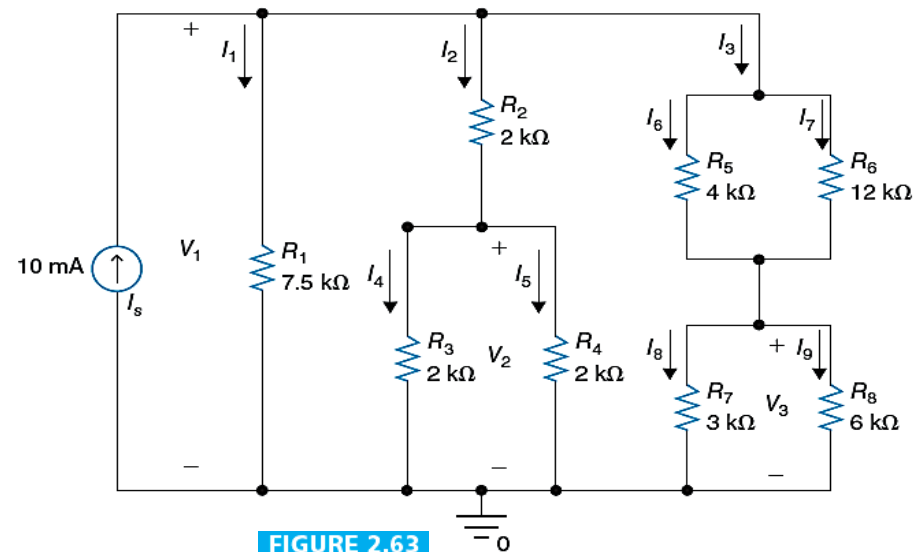 +
I₁
I₂
I₃
R₂
2 kΩ
I₆
I₇
R₅
4 kΩ
R₆
12 kΩ
10 mA
Iₛ
V₁
R₁
7.5 kΩ
I₄
+
I₅
R₃
2 kΩ
V₂
R₄
2 kΩ
I₈
+ I₉
R₇
3 kΩ
V₃
R₈
6 kΩ
−
−
−
0
FIGURE 2.63